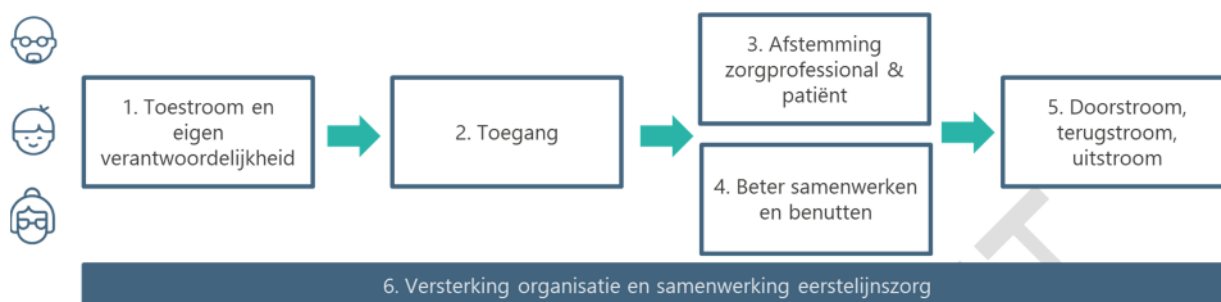 1. Toestroom en
eigen
verantwoordelijkheid
2. Toegang
3. Afstemming
zorgprofessional &
patiënt
4. Beter samenwerken
en benutten
5. Doorstroom,
terugstroom,
uitstroom
6. Versterking organisatie en samenwerking eerstelijnszorg